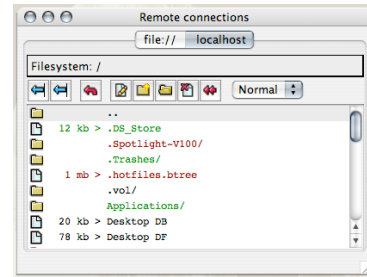 Remote connections
file:// localhost
Filesystem: /
Normal
..
12 kb > .DS_Store
.Spotlight-V100/
.Trashes/
1 mb > .hotfiles.btree
.vol/
Applications/
20 kb > Desktop DB
78 kb > Desktop DF